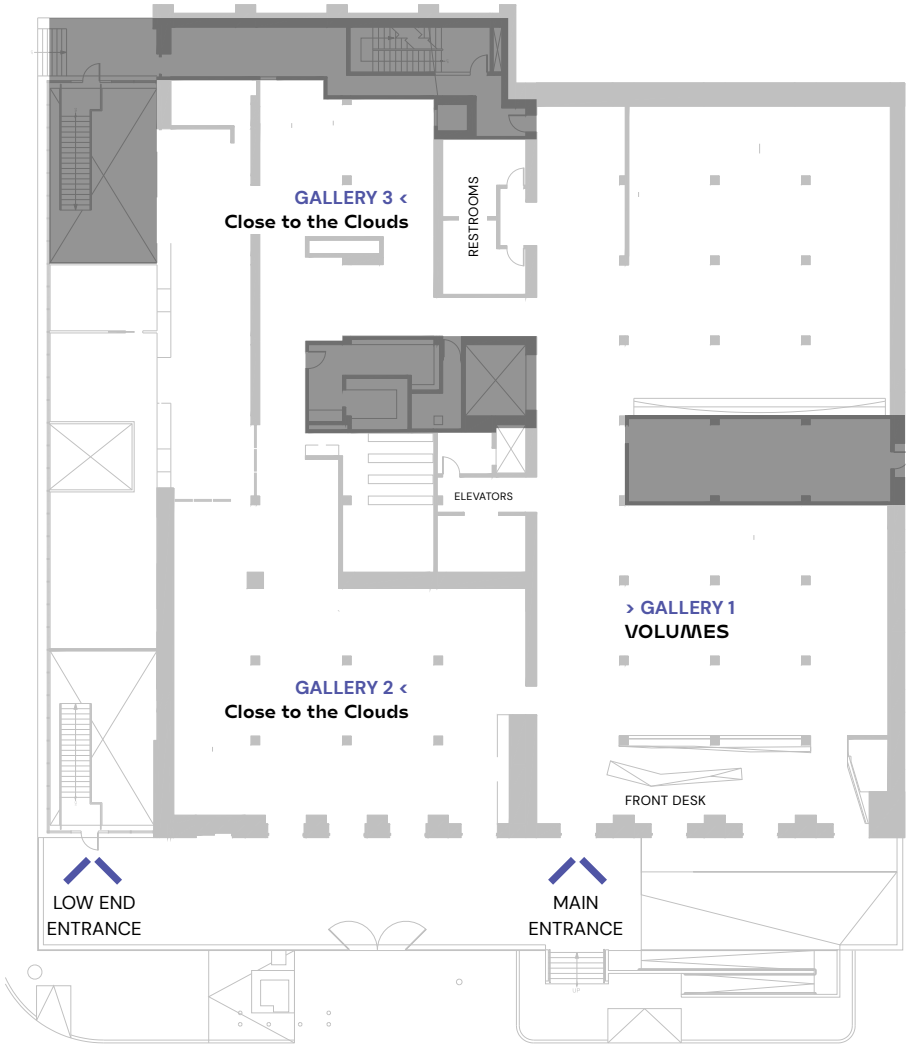 GALLERY 3 <
Close to the Clouds
RESTROOMS
ELEVATORS
> GALLERY 1
VOLUMES
GALLERY 2 <
Close to the Clouds
FRONT DESK
LOW END
ENTRANCE
MAIN
ENTRANCE
UP